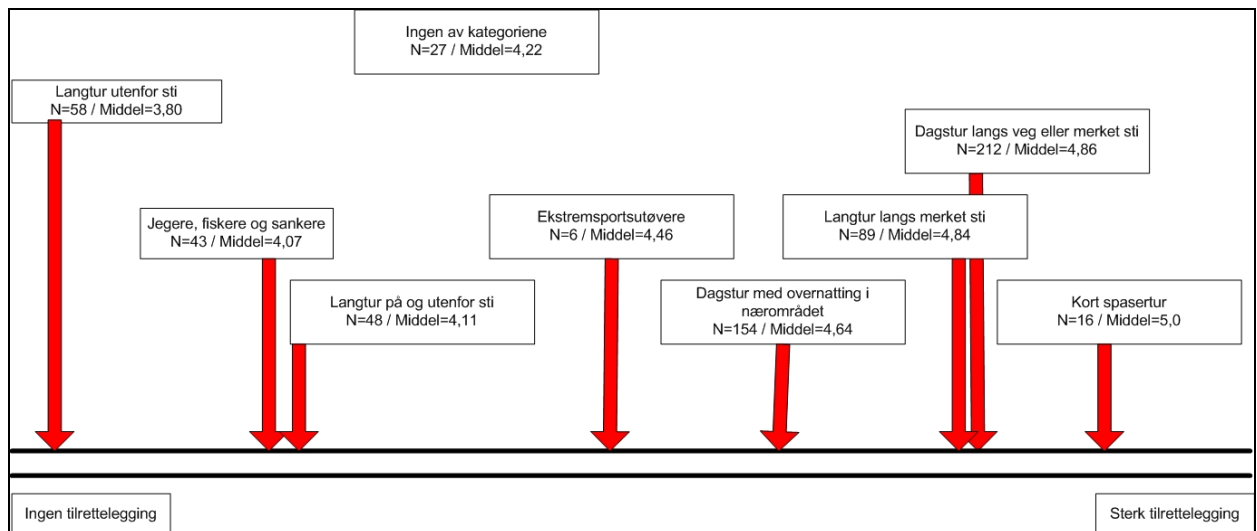 Ingen av kategoriene
N=27 / Middel=4,22
Langtur utenfor sti
N=58 / Middel=3,80
Dagstur langs veg eller merket sti
N=212 / Middel=4,86
Jegere, fiskere og sankere
N=43 / Middel=4,07
Ekstremsportsutøvere
N=6 / Middel=4,46
Langtur langs merket sti
N=89 / Middel=4,84
Langtur på og utenfor sti
N=48 / Middel=4,11
Dagstur med overnatting i
nærområdet
N=154 / Middel=4,64
Kort spasertur
N=16 / Middel=5,0
Ingen tilrettelegging
Sterk tilrettelegging